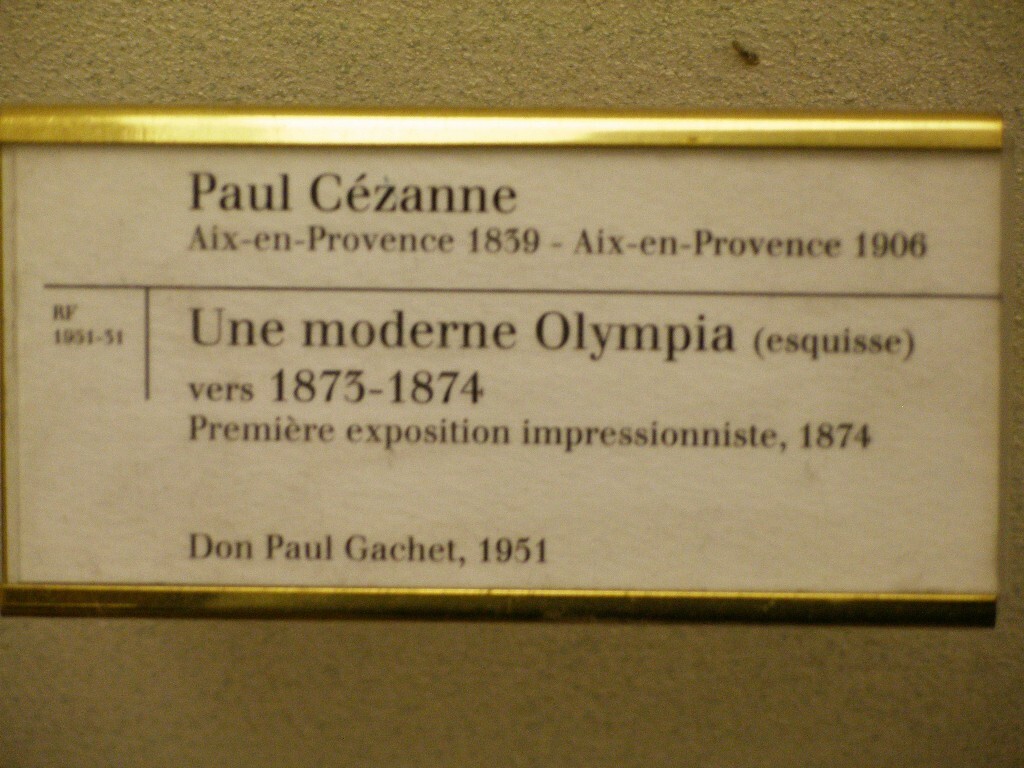 Paul Cézanne
Aix-en-Provence 1839 - Aix-en-Provence 1906
RF
1951-31
Une moderne Olympia (esquisse)
vers 1873-1874
Première exposition impressionniste, 1874
Don Paul Gachet, 1951